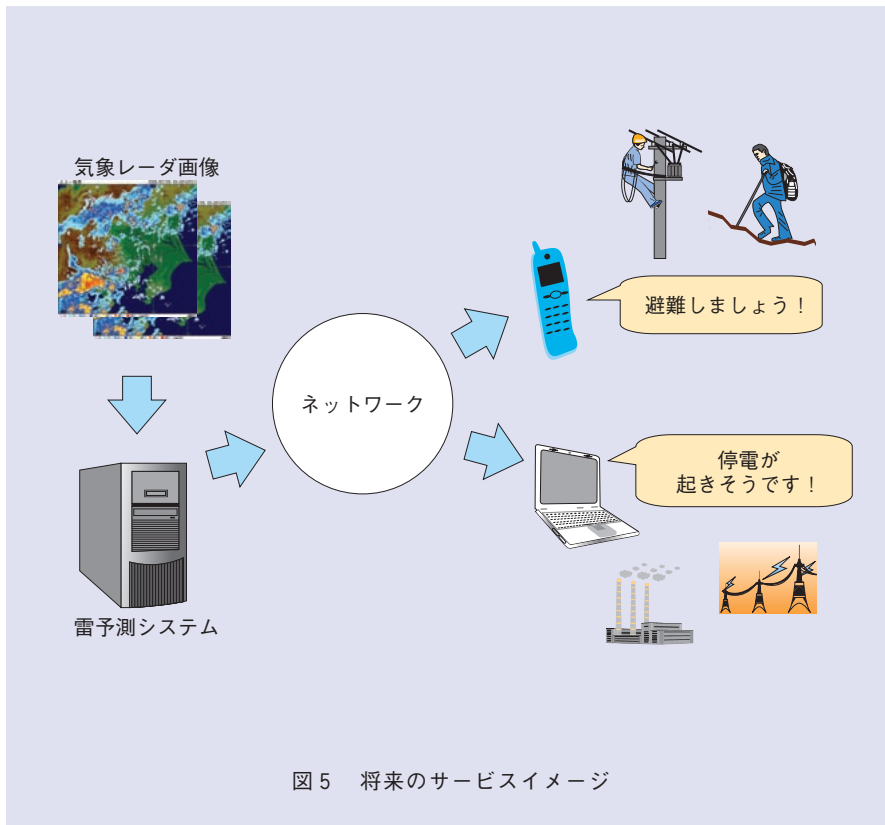 気象レーダ画像
避難しましょう！
ネットワーク
停電が
起きそうです！
雷予測システム
図5　将来のサービスイメージ